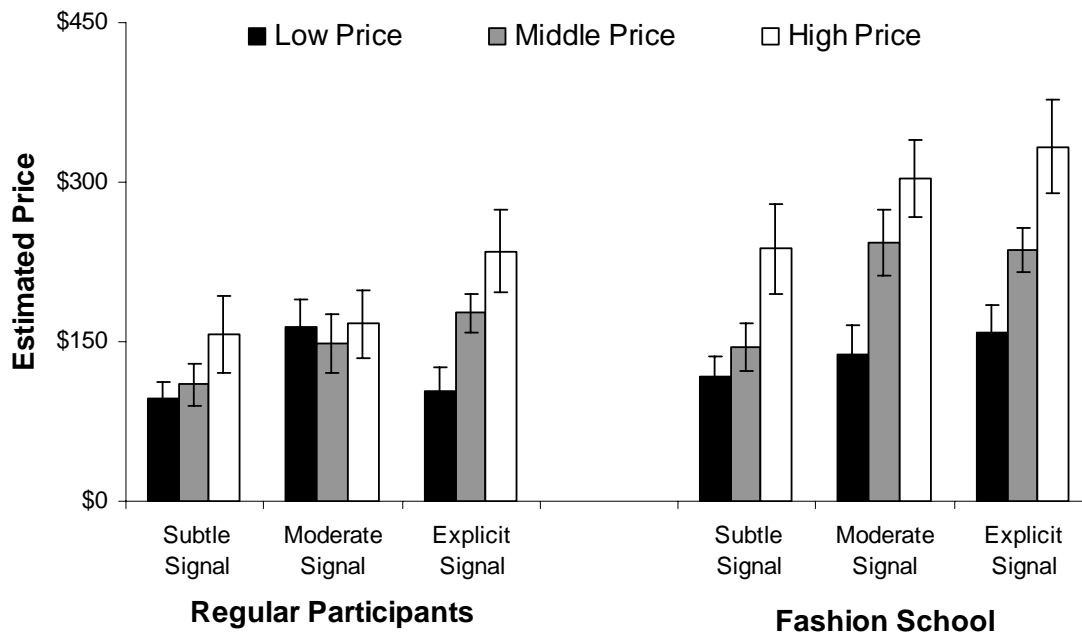 $450
Low Price Middle Price High Price
$300
$150
$0
Estimated Price
Subtle Signal
Moderate Signal
Explicit Signal
Subtle Signal
Moderate Signal
Explicit Signal
Regular Participants
Fashion School